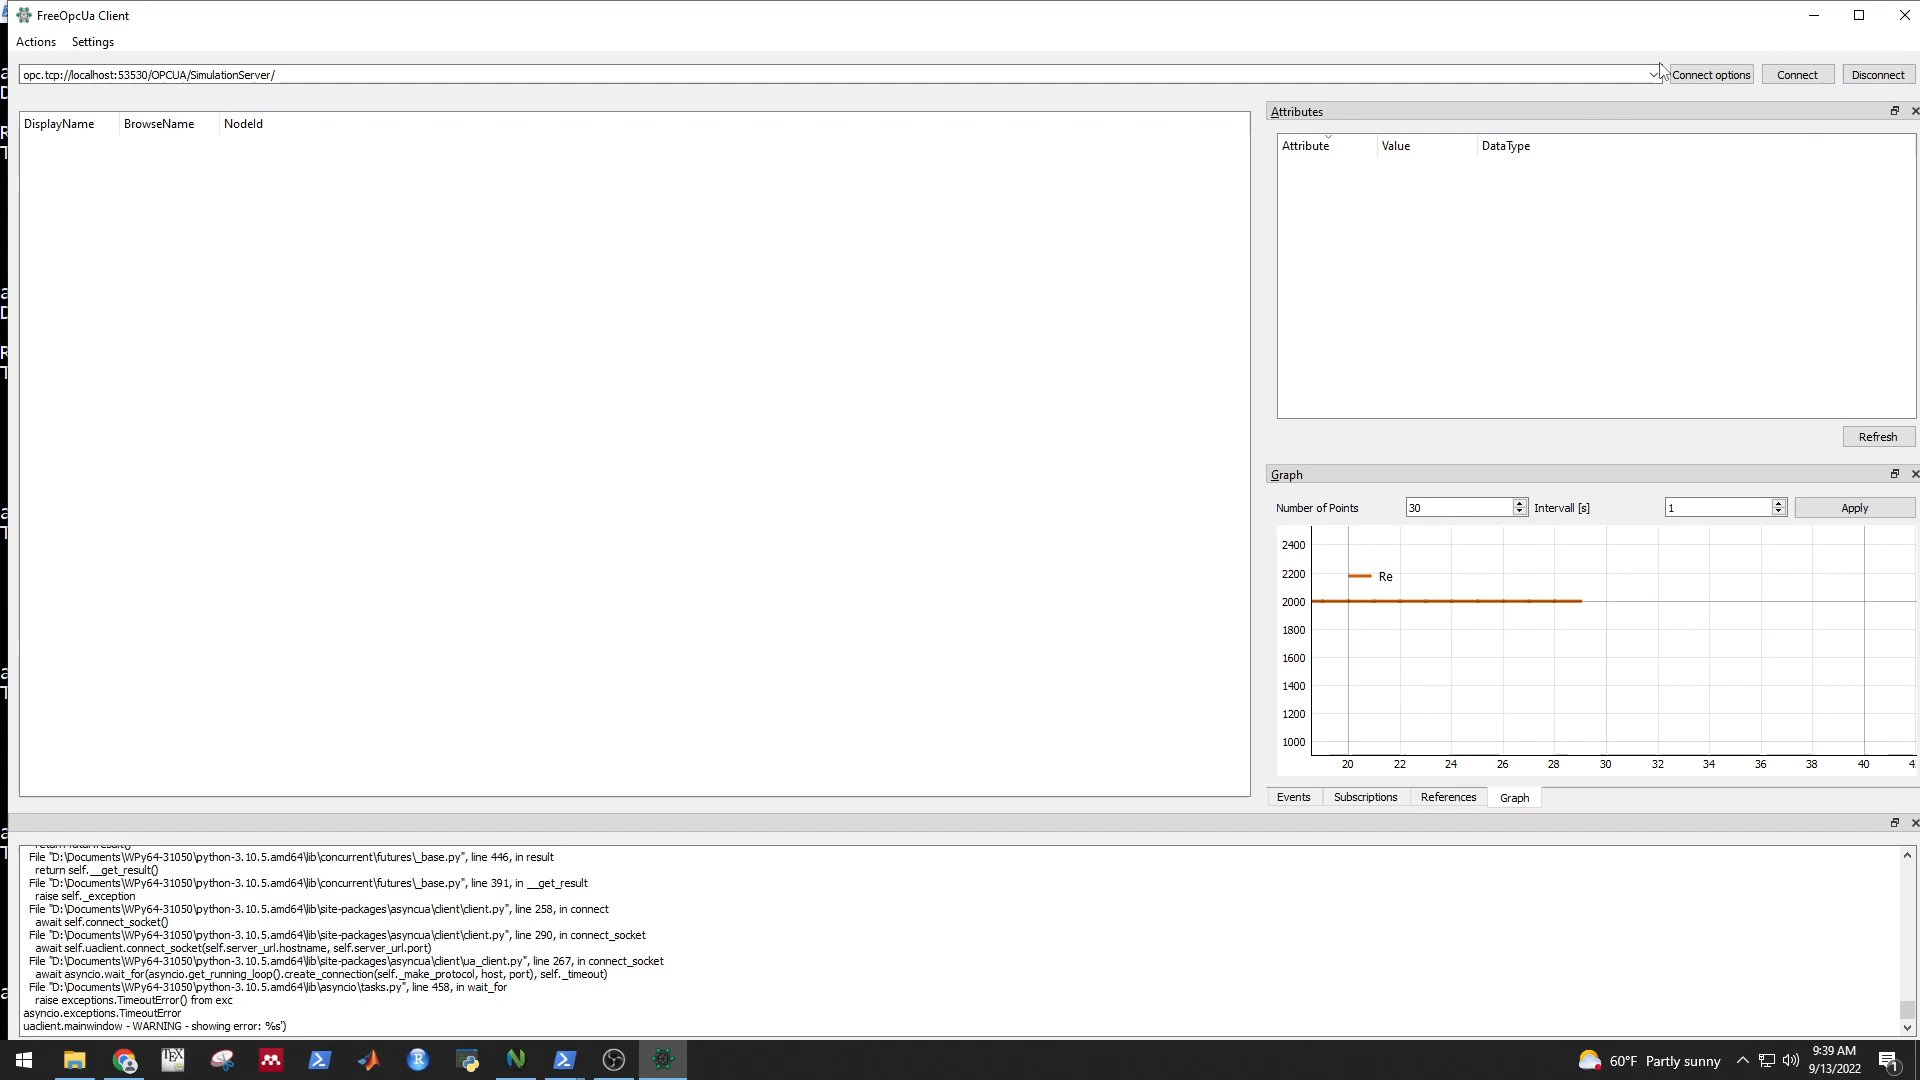 FreeOpcUa Client
Actions Settings
opc.tcp://localhost:53530/OPCUA/SimulationServer/
Connect options Connect Disconnect
DisplayName BrowseName NodeId
Attributes
Attribute Value DataType
Refresh
Graph
Number of Points 30 Intervall [s] 1 Apply
2400
2200
2000
1800
1600
1400
1200
1000
Re
20 22 24 26 28 30 32 34 36 38 40
Events Subscriptions References Graph
File "D:\Documents\WPy64-31050\python-3.10.5.amd64\lib\concurrent\futures\_base.py", line 446, in result
return self.__get_result()
File "D:\Documents\WPy64-31050\python-3.10.5.amd64\lib\concurrent\futures\_base.py", line 391, in __get_result
raise self._exception
File "D:\Documents\WPy64-31050\python-3.10.5.amd64\lib\site-packages\asyncua\client\client.py", line 258, in connect
await self.connect_socket()
File "D:\Documents\WPy64-31050\python-3.10.5.amd64\lib\site-packages\asyncua\client\client.py", line 290, in connect_socket
await self.uaclient.connect_socket(self.server_url.hostname, self.server_url.port)
File "D:\Documents\WPy64-31050\python-3.10.5.amd64\lib\site-packages\asyncua\client\ua_client.py", line 267, in connect_socket
await asyncio.wait_for(asyncio.get_running_loop().create_connection(self._make_protocol, host, port), self._timeout)
File "D:\Documents\WPy64-31050\python-3.10.5.amd64\lib\asyncio\tasks.py", line 458, in wait_for
raise exceptions.TimeoutError() from exc
asyncio.exceptions.TimeoutError
uaclient.mainwindow - WARNING - showing error: %s')
TEX
R
60°F Partly sunny
9:39 AM
9/13/2022
1